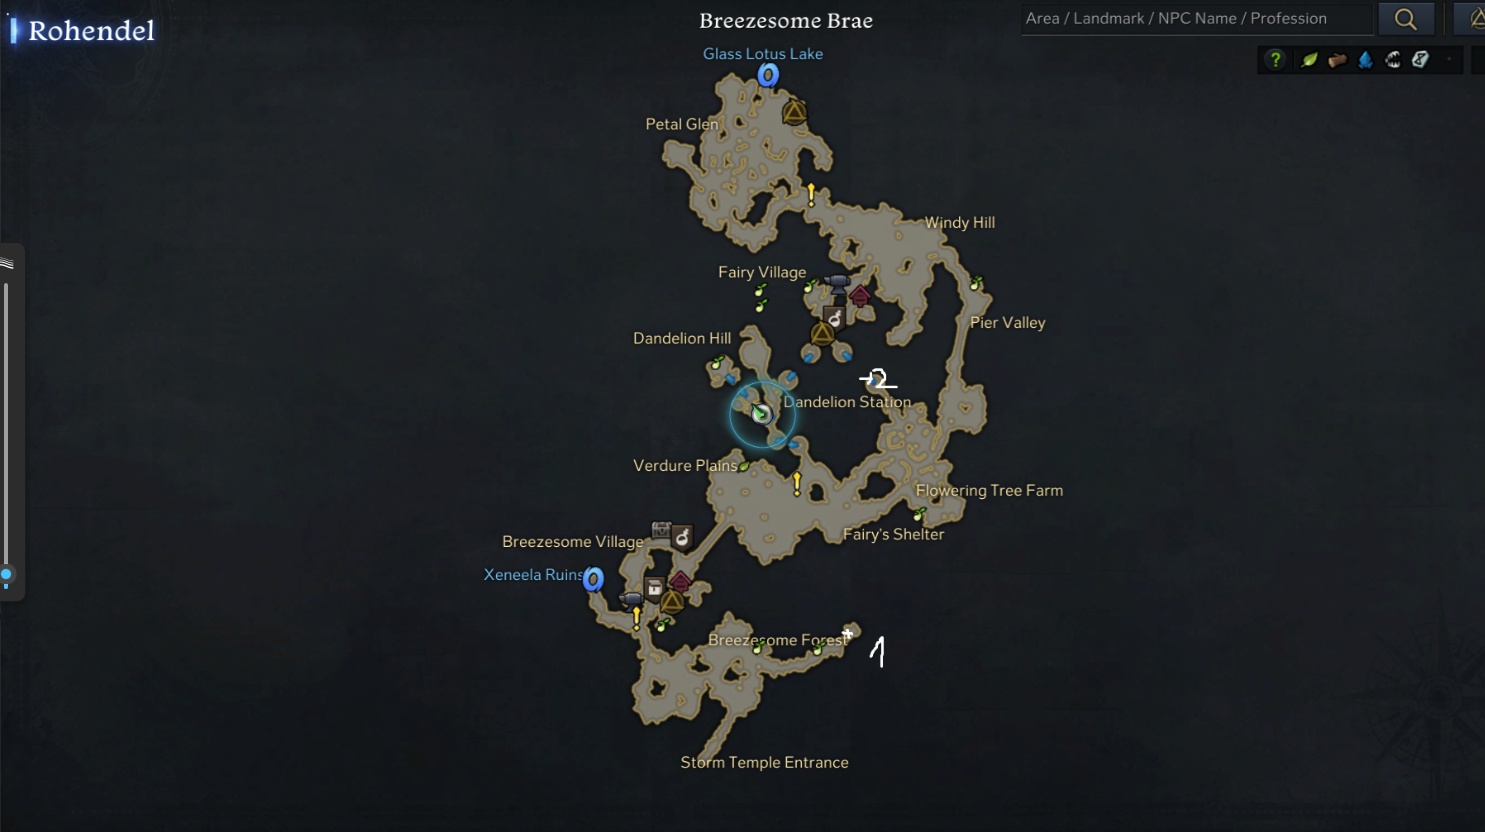 Rohendel
Breezesome Brae
Area / Landmark / NPC Name / Profession
Glass Lotus Lake
Petal Glen
Windy Hill
Fairy Village
Pier Valley
Dandelion Hill
2
Dandelion Station
Verdure Plains
Flowering Tree Farm
Fairy's Shelter
Breezesome Village
Xeneela Ruins
Breezesome Forest
1
Storm Temple Entrance